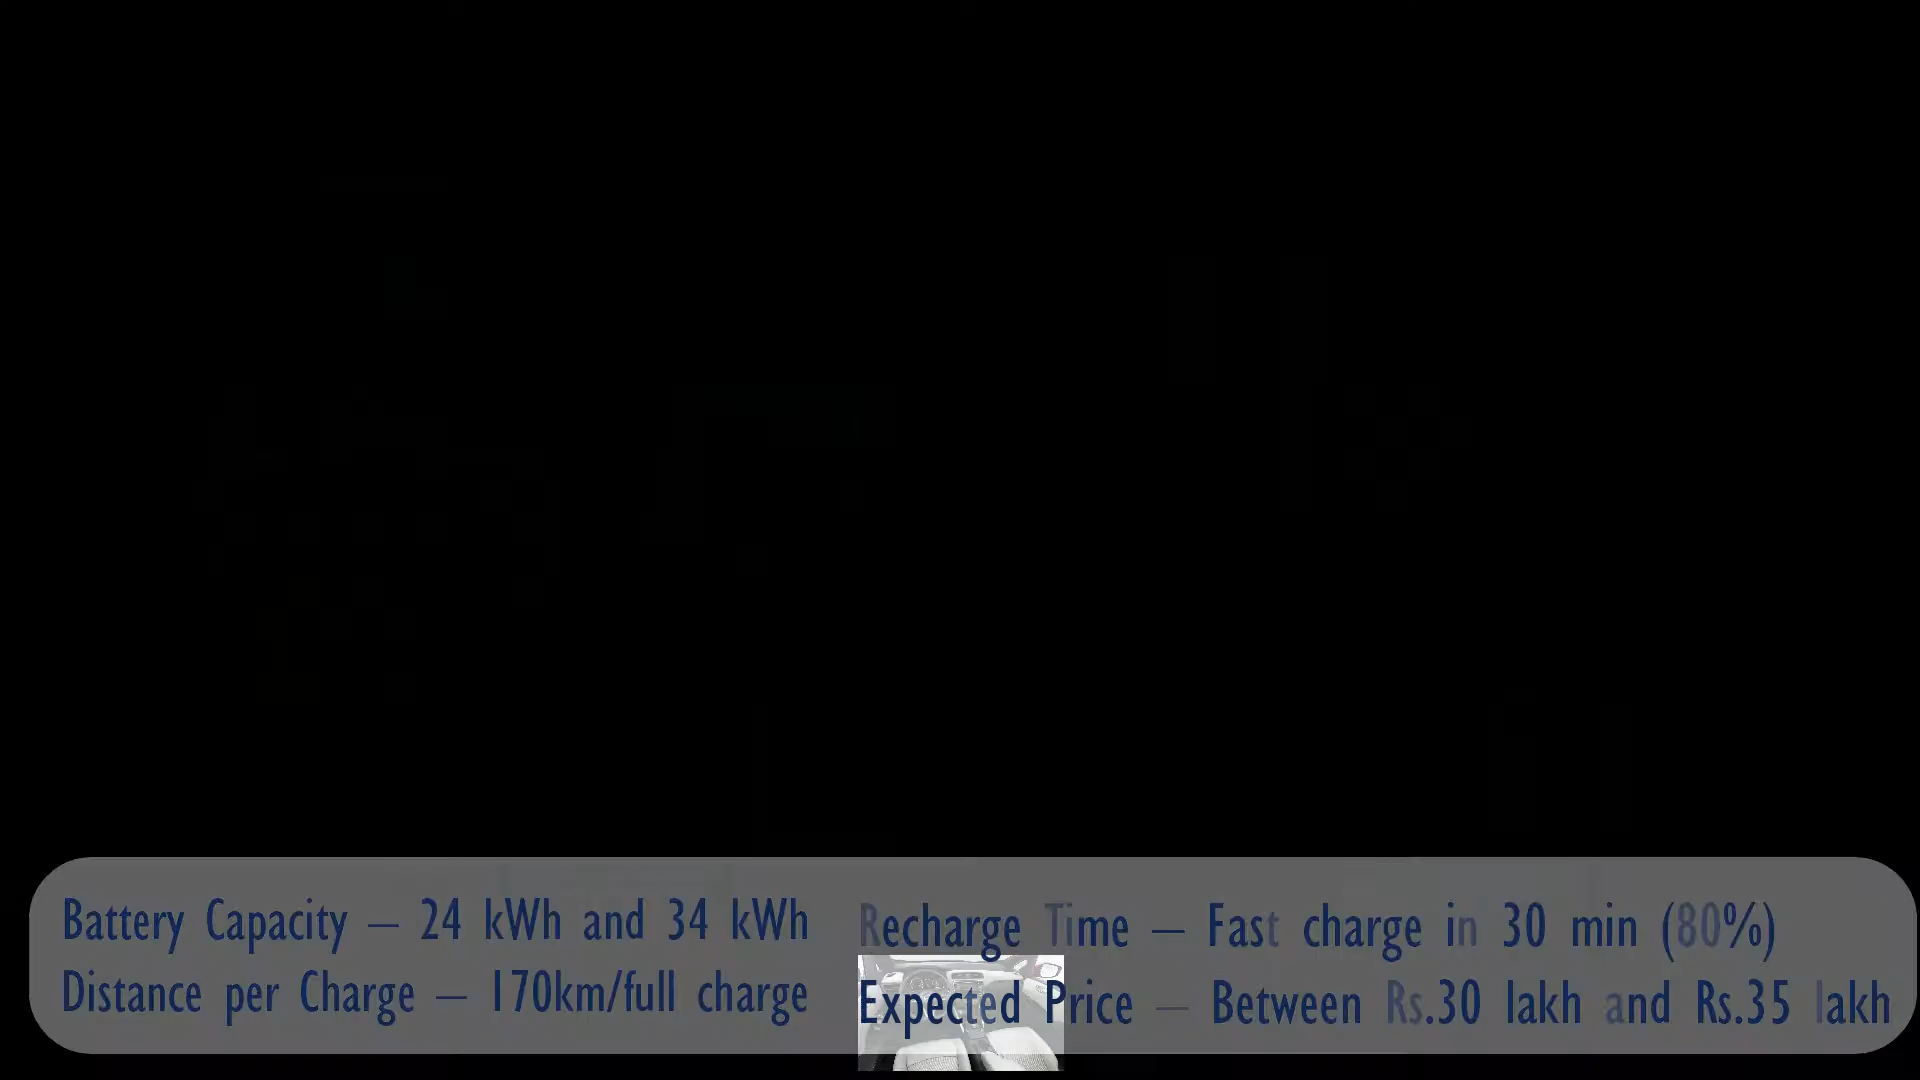 Battery Capacity – 24 kWh and 34 kWh
Distance per Charge – 170km/full charge
Recharge Time – Fast charge in 30 min (80%)
Expected Price – Between Rs.30 lakh and Rs.35 lakh